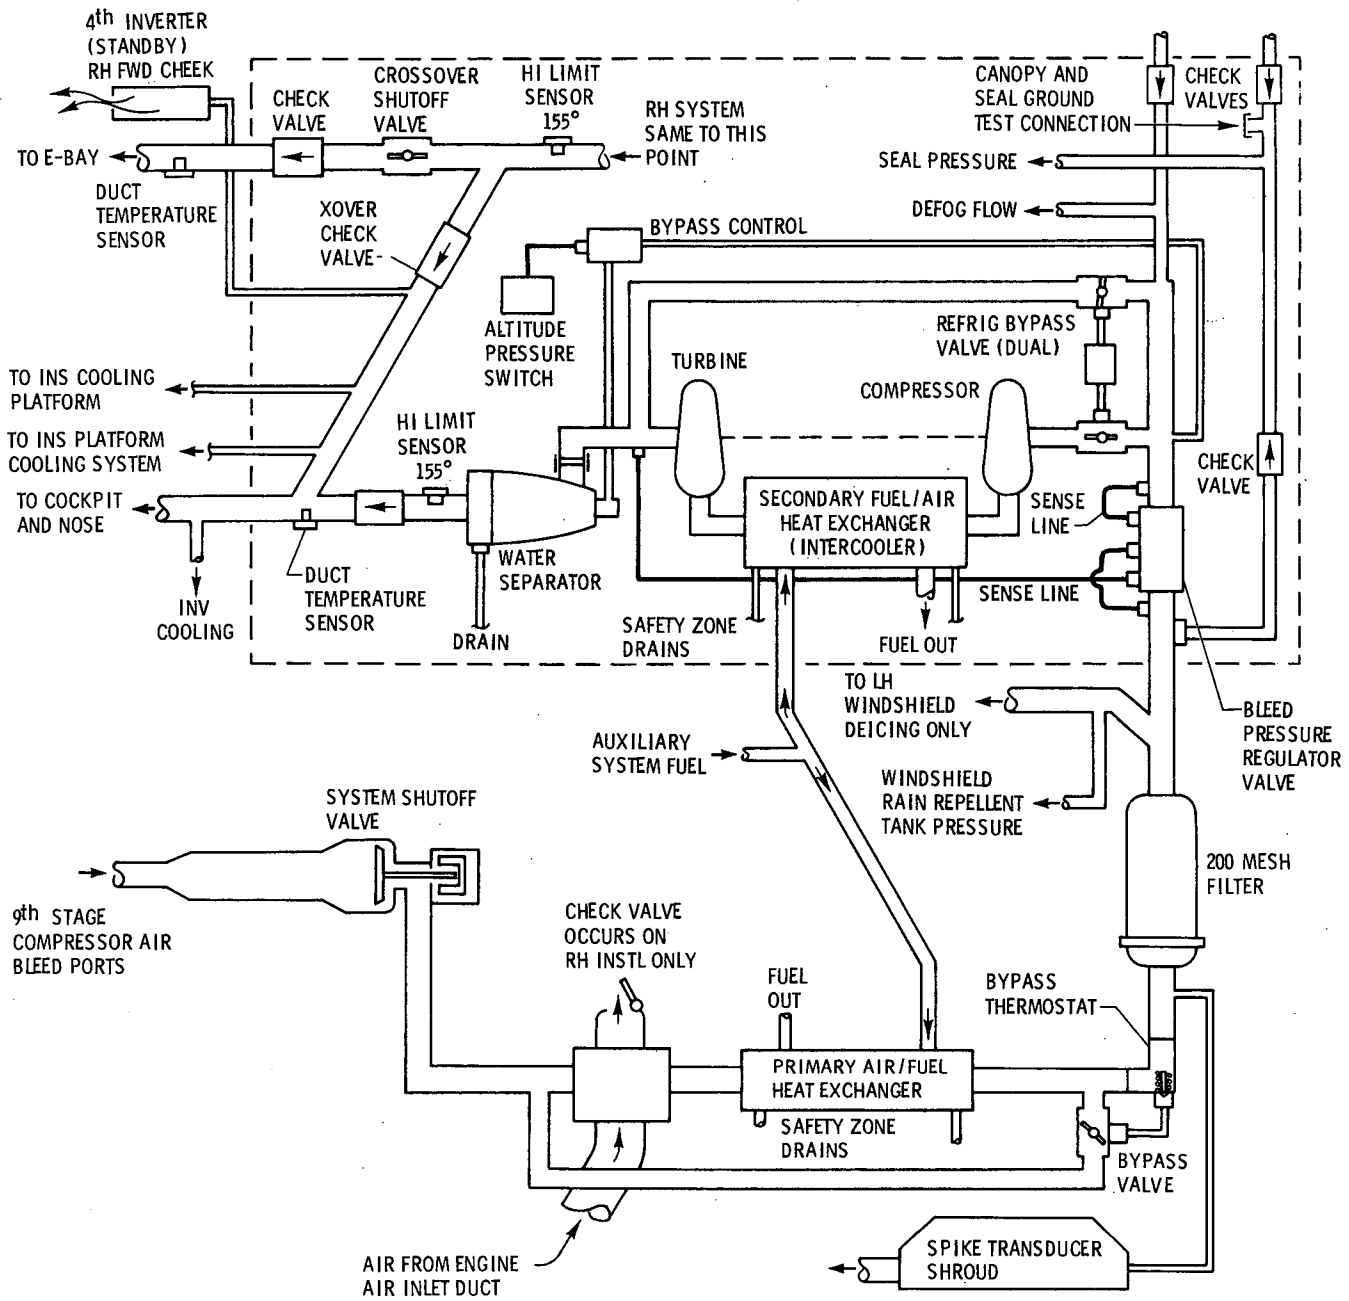 4th INVERTER
(STANDBY)
RH FWD CHEEK
CHECK
VALVE
CROSSOVER
SHUTOFF
VALVE
HI LIMIT
SENSOR
155°
RH SYSTEM
SAME TO THIS
POINT
CANOPY AND
SEAL GROUND
TEST CONNECTION
CHECK
VALVES
TO E-BAY
DUCT
TEMPERATURE
SENSOR
XOVER
CHECK
VALVE-
SEAL PRESSURE
DEFOG FLOW
BYPASS CONTROL
ALTITUDE
PRESSURE
SWITCH
REFRIG BYPASS
VALVE (DUAL)
TURBINE
COMPRESSOR
TO INS COOLING
PLATFORM
TO INS PLATFORM
COOLING SYSTEM
HI LIMIT
SENSOR
155°
TO COCKPIT
AND NOSE
CHECK
VALVE
SECONDARY FUEL/AIR
HEAT EXCHANGER
(INTERCOOLER)
SENSE
LINE
WATER
SEPARATOR
DUCT
TEMPERATURE
SENSOR
INV
COOLING
DRAIN
SAFETY ZONE
DRAINS
FUEL OUT
SENSE LINE
TO LH
WINDSHIELD
DEICING ONLY
BLEED
PRESSURE
REGULATOR
VALVE
AUXILIARY
SYSTEM FUEL
WINDSHIELD
RAIN REPELLENT
TANK PRESSURE
SYSTEM SHUTOFF
VALVE
200 MESH
FILTER
9th STAGE
COMPRESSOR AIR
BLEED PORTS
CHECK VALVE
OCCURS ON
RH INSTL ONLY
FUEL
OUT
BYPASS
THERMOSTAT
PRIMARY AIR/FUEL
HEAT EXCHANGER
SAFETY ZONE
DRAINS
BYPASS
VALVE
AIR FROM ENGINE
AIR INLET DUCT
SPIKE TRANSDUCER
SHROUD